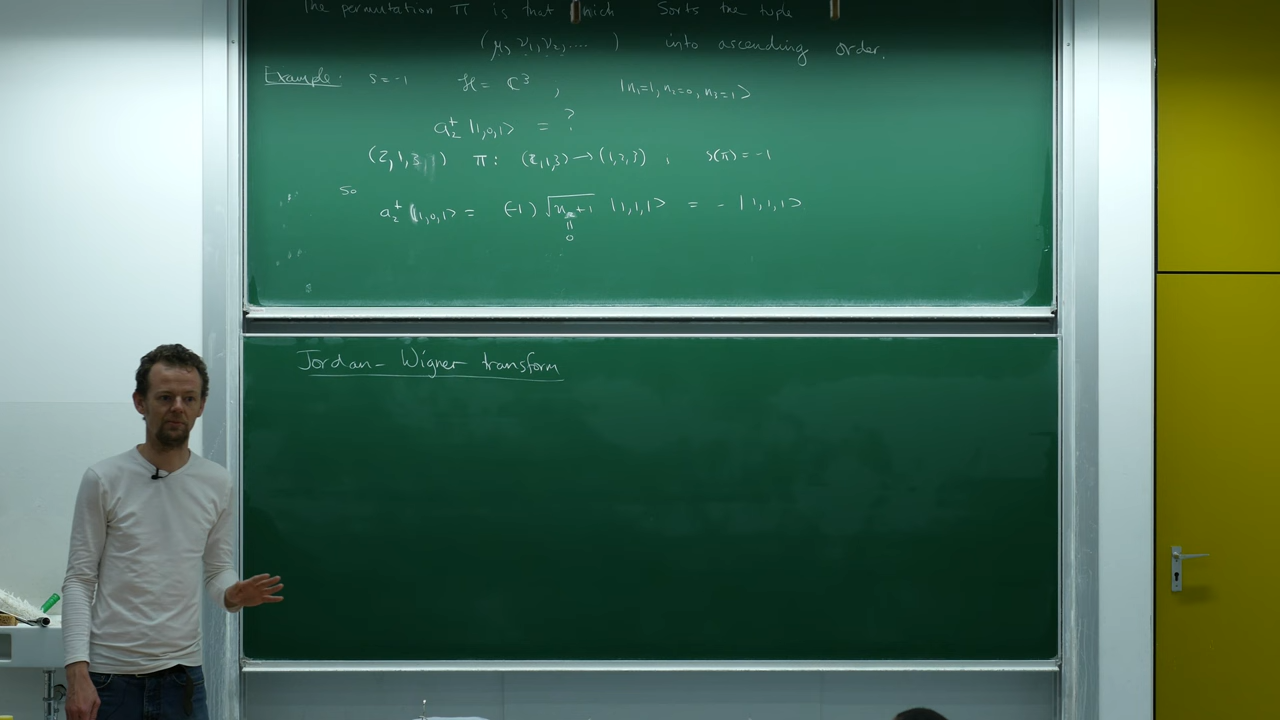 The permutation π is that which sorts the tuple
(μ, ν₁, ν₂, ....) into ascending order.
Example: s = -1 ℋ = ℂ³, |n₁=1, n₂=0, n₃=1>
a₂⁺ |1,0,1> = ?
(2,1,3) π: (2,1,3) → (1,2,3), s(π) = -1
so
a₂⁺ |1,0,1> = (-1) √n₂+1 |1,1,1> = - |1,1,1>
=
0
Jordan-Wigner transform